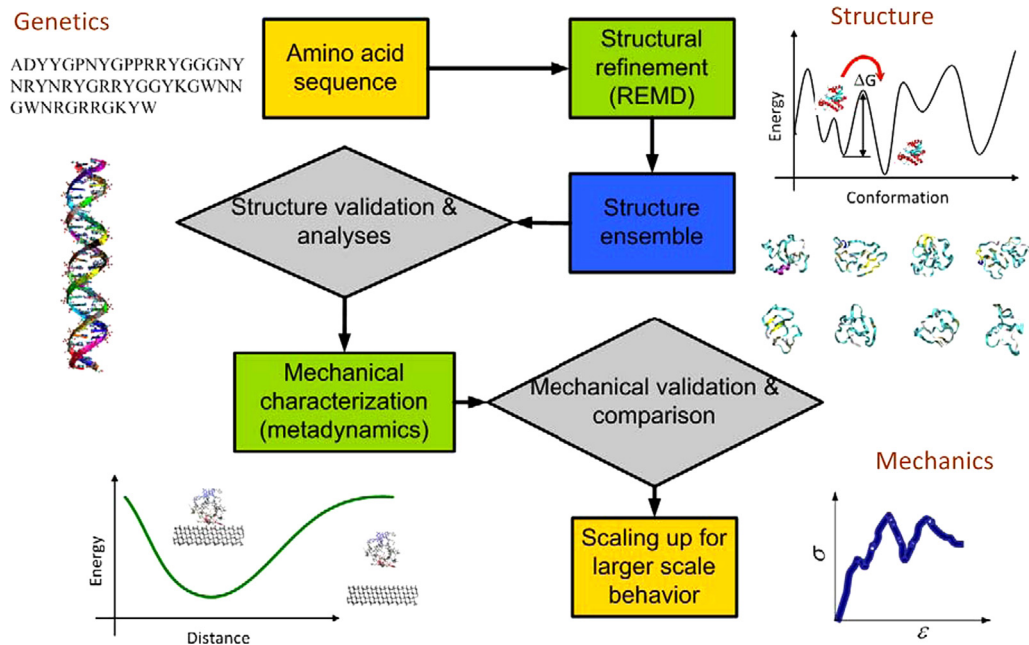 Genetics
ADYYGPNYGPPRRYGGGNY
NRYNRYGRRYGGYKGWNN
GWNRGRRGKYW
Amino acid
sequence
Structural
refinement
(REMD)
Structure
Energy
ΔG
Conformation
Structure validation &
analyses
Structure
ensemble
Mechanical
characterization
(metadynamics)
Mechanical validation &
comparison
Energy
Distance
Scaling up for
larger scale
behavior
Mechanics
σ
ε